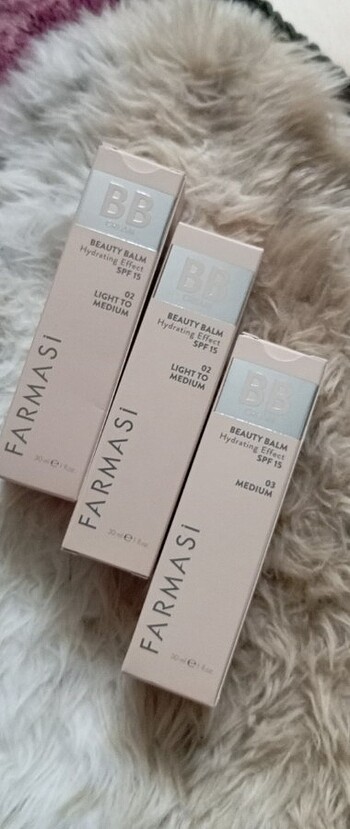 BB
CREAM
BEAUTY BALM
Hydrating Effect
SPF 15
02
LIGHT TO
MEDIUM
FARMASi
30 ml e 1 fl.oz
BB
CREAM
BEAUTY BALM
Hydrating Effect
SPF 15
02
LIGHT TO
MEDIUM
FARMASi
30 ml e 1 fl.oz
BB
BEAUTY BALM
Hydrating Effect
SPF 15
03
MEDIUM
FARMASi
30 ml e 1 fl.oz